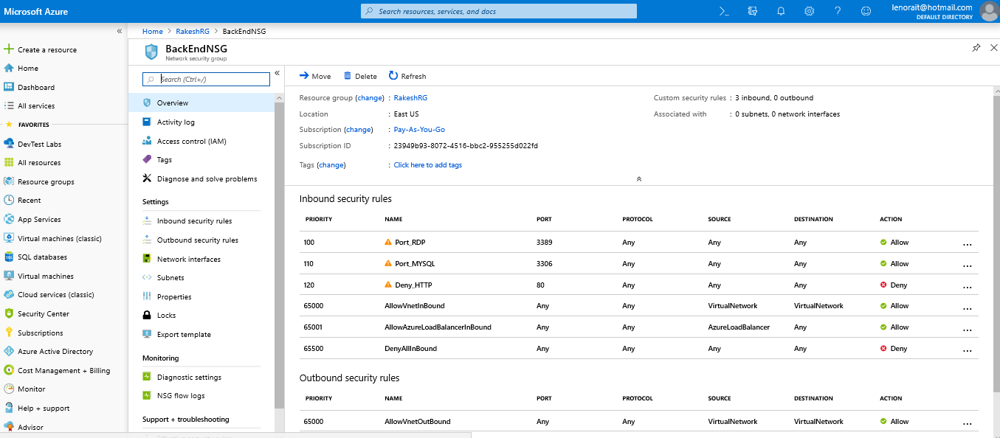 Microsoft Azure
Search resources, services, and docs
lenorait@hotmail.com
DEFAULT DIRECTORY
Create a resource
Home
Dashboard
All services
FAVORITES
DevTest Labs
All resources
Resource groups
Recent
App Services
Virtual machines (classic)
SQL databases
Virtual machines
Cloud services (classic)
Security Center
Subscriptions
Azure Active Directory
Cost Management + Billing
Monitor
Help + support
Advisor
Home > RakeshRG > BackEndNSG
BackEndNSG
Network security group
Search (Ctrl+/)
Overview
Activity log
Access control (IAM)
Tags
Diagnose and solve problems
Settings
Inbound security rules
Outbound security rules
Network interfaces
Subnets
Properties
Locks
Export template
Monitoring
Diagnostic settings
NSG flow logs
Support + troubleshooting
Move Delete Refresh
Resource group (change) : RakeshRG
Location : East US
Subscription (change) : Pay-As-You-Go
Subscription ID : 23949b93-8072-4516-bbc2-955255d022fd
Tags (change) : Click here to add tags
Custom security rules : 3 inbound, 0 outbound
Associated with : 0 subnets, 0 network interfaces
Inbound security rules
PRIORITY NAME PORT PROTOCOL SOURCE DESTINATION ACTION
100 Port_RDP 3389 Any Any Any Allow ...
110 Port_MYSQL 3306 Any Any Any Allow ...
120 Deny_HTTP 80 Any Any Any Deny ...
65000 AllowVnetInBound Any Any VirtualNetwork VirtualNetwork Allow ...
65001 AllowAzureLoadBalancerInBound Any Any AzureLoadBalancer Any Allow ...
65500 DenyAllInBound Any Any Any Any Deny ...
Outbound security rules
PRIORITY NAME PORT PROTOCOL SOURCE DESTINATION ACTION
65000 AllowVnetOutBound Any Any VirtualNetwork VirtualNetwork Allow ...